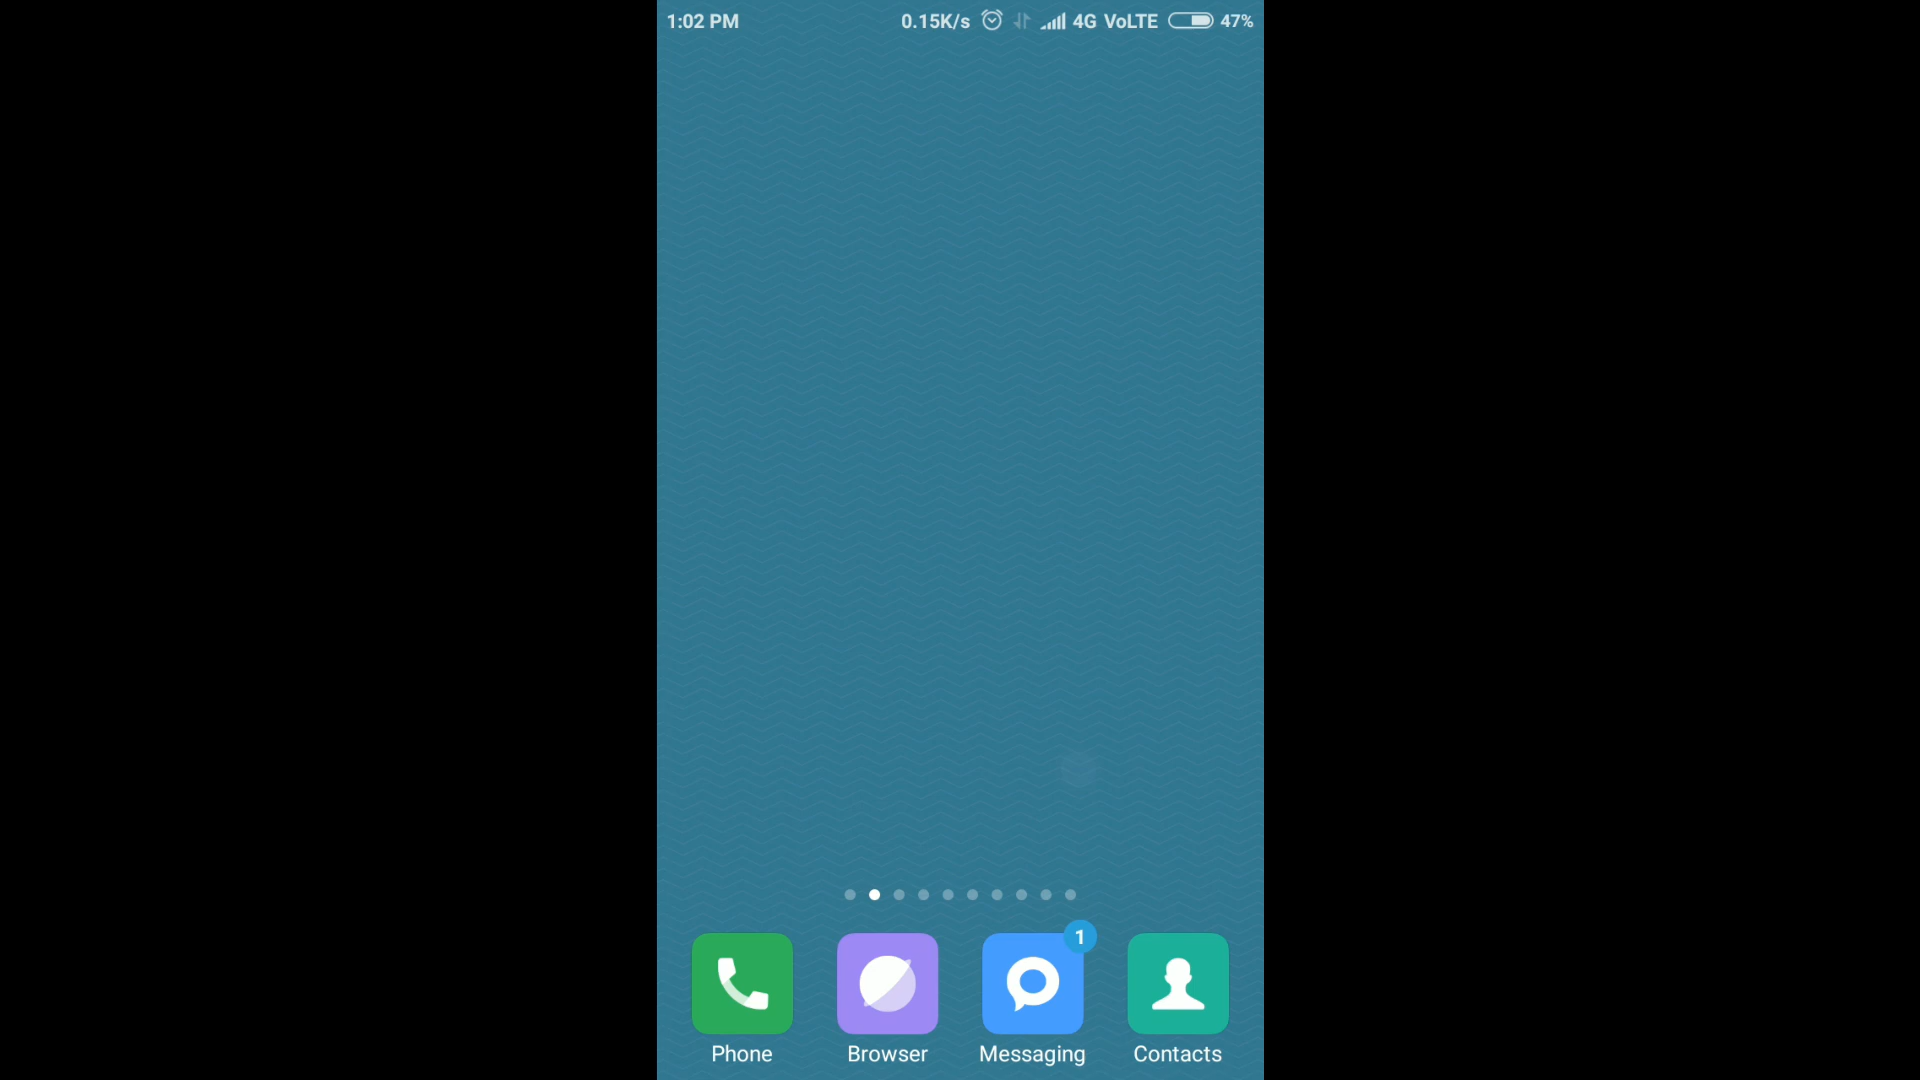 1:02 PM 0.15K/s 4G VoLTE 47%
1
Phone Browser Messaging Contacts